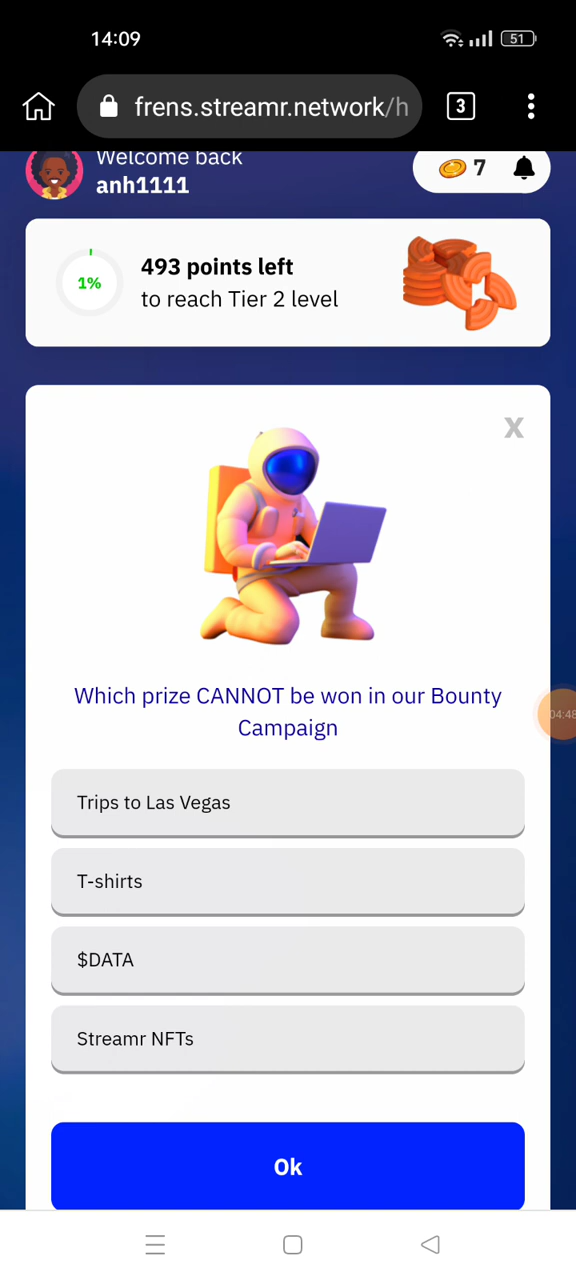 14:09
51
frens.streamr.network/h
3
Welcome back
anh1111
7
1%
493 points left
to reach Tier 2 level
X
Which prize CANNOT be won in our Bounty
Campaign
04:48
Trips to Las Vegas
T-shirts
$DATA
Streamr NFTs
Ok